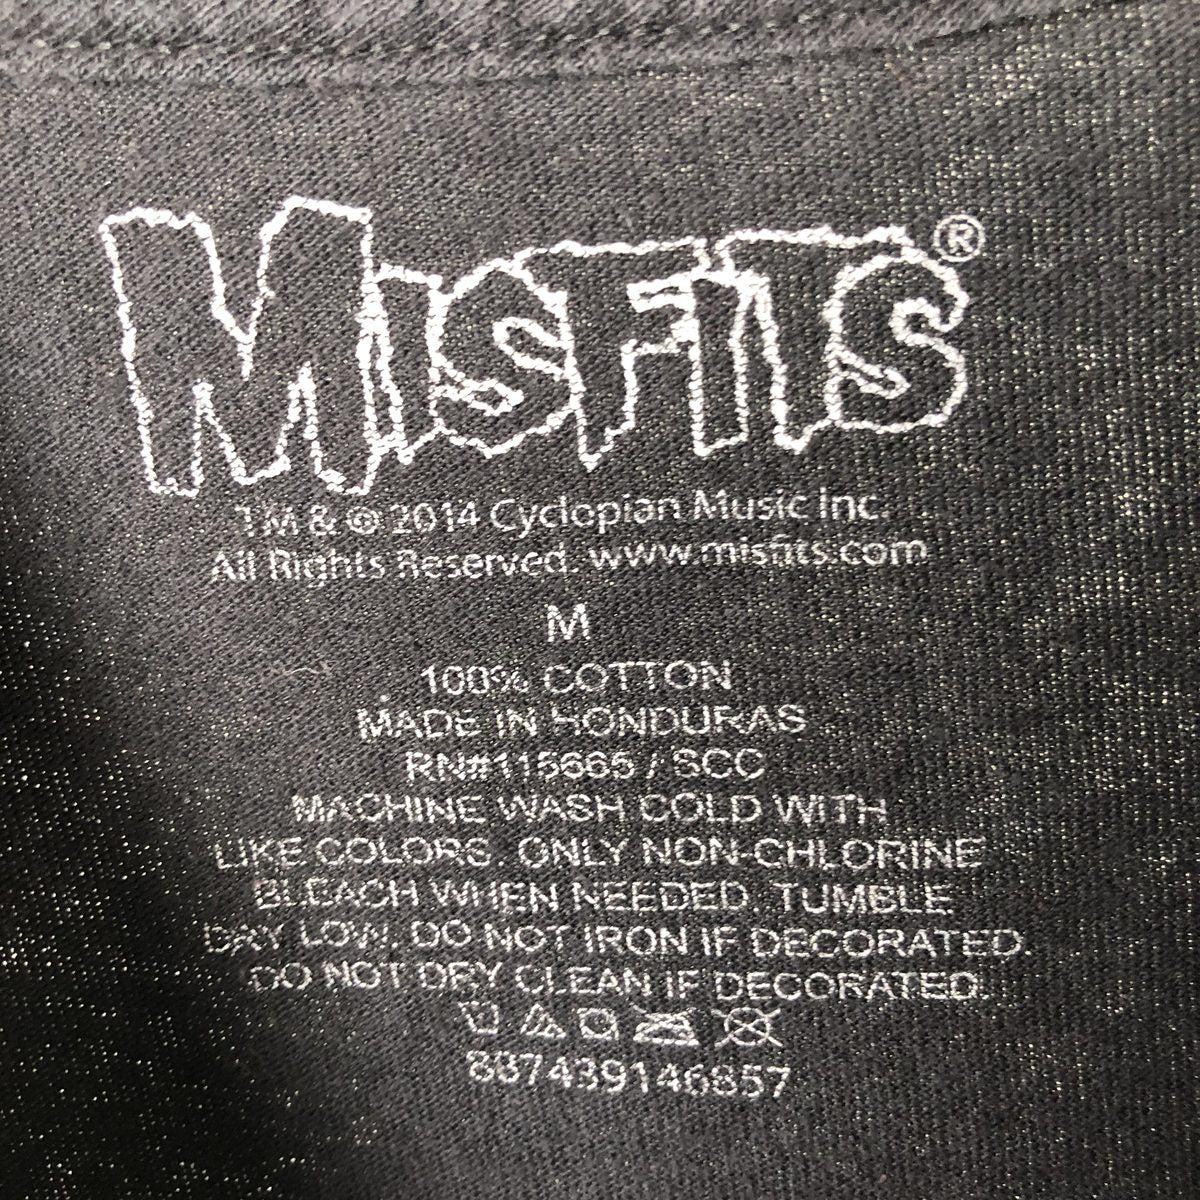 MISFITS®
TM & © 2014 Cyclopian Music Inc.
All Rights Reserved. www.misfits.com
M
100% COTTON
MADE IN HONDURAS
RN#115665 / SCC
MACHINE WASH COLD WITH
LIKE COLORS. ONLY NON-CHLORINE
BLEACH WHEN NEEDED. TUMBLE
DRY LOW. DO NOT IRON IF DECORATED.
DO NOT DRY CLEAN IF DECORATED.
887439146857